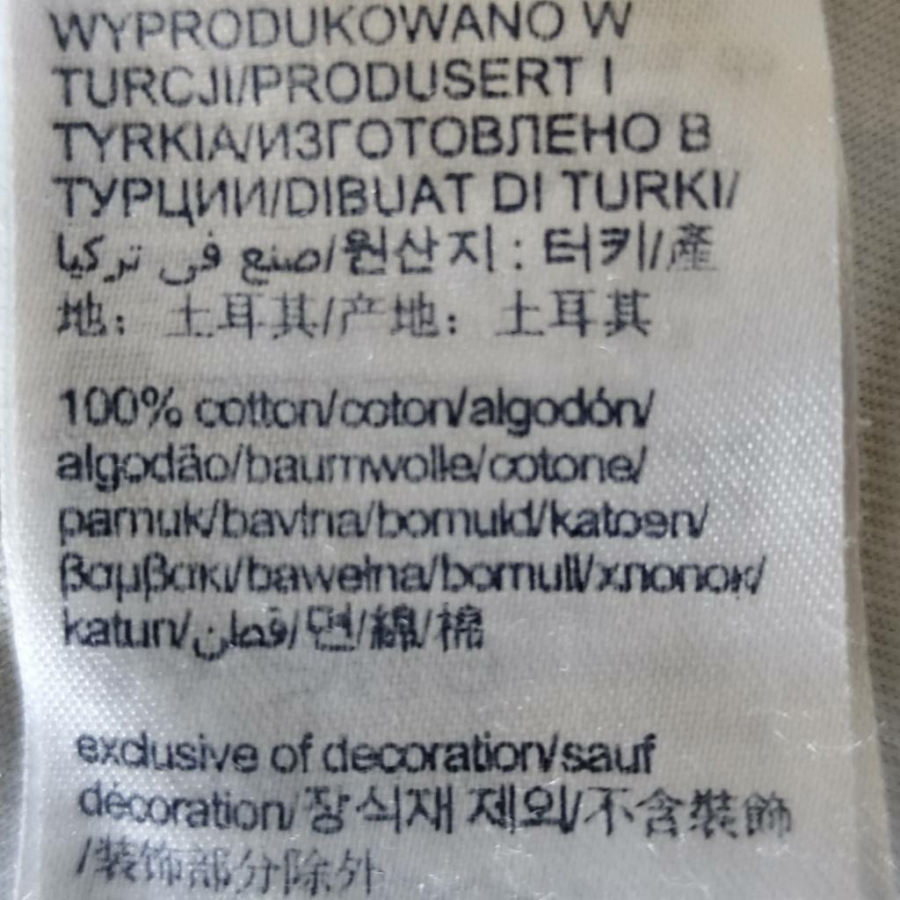 WYPRODUKOWANO W
TURCJI/PRODUSERT I
TYRKIA/ИЗГОТОВЛЕНО В
ТУРЦИИ/DIBUAT DI TURKI/
صنع في تركيا/원산지 : 터키/產
地： 土耳其/产地： 土耳其
100% cotton/coton/algodón/
algodão/baumwolle/cotone/
pamuk/bavlna/bomuld/katoen/
βαμβακι/bawełna/bomull/хлопок/
katun/قطن/면/綿/棉
exclusive of decoration/sauf
décoration/장식재 제외/不含裝飾
/装饰部分除外